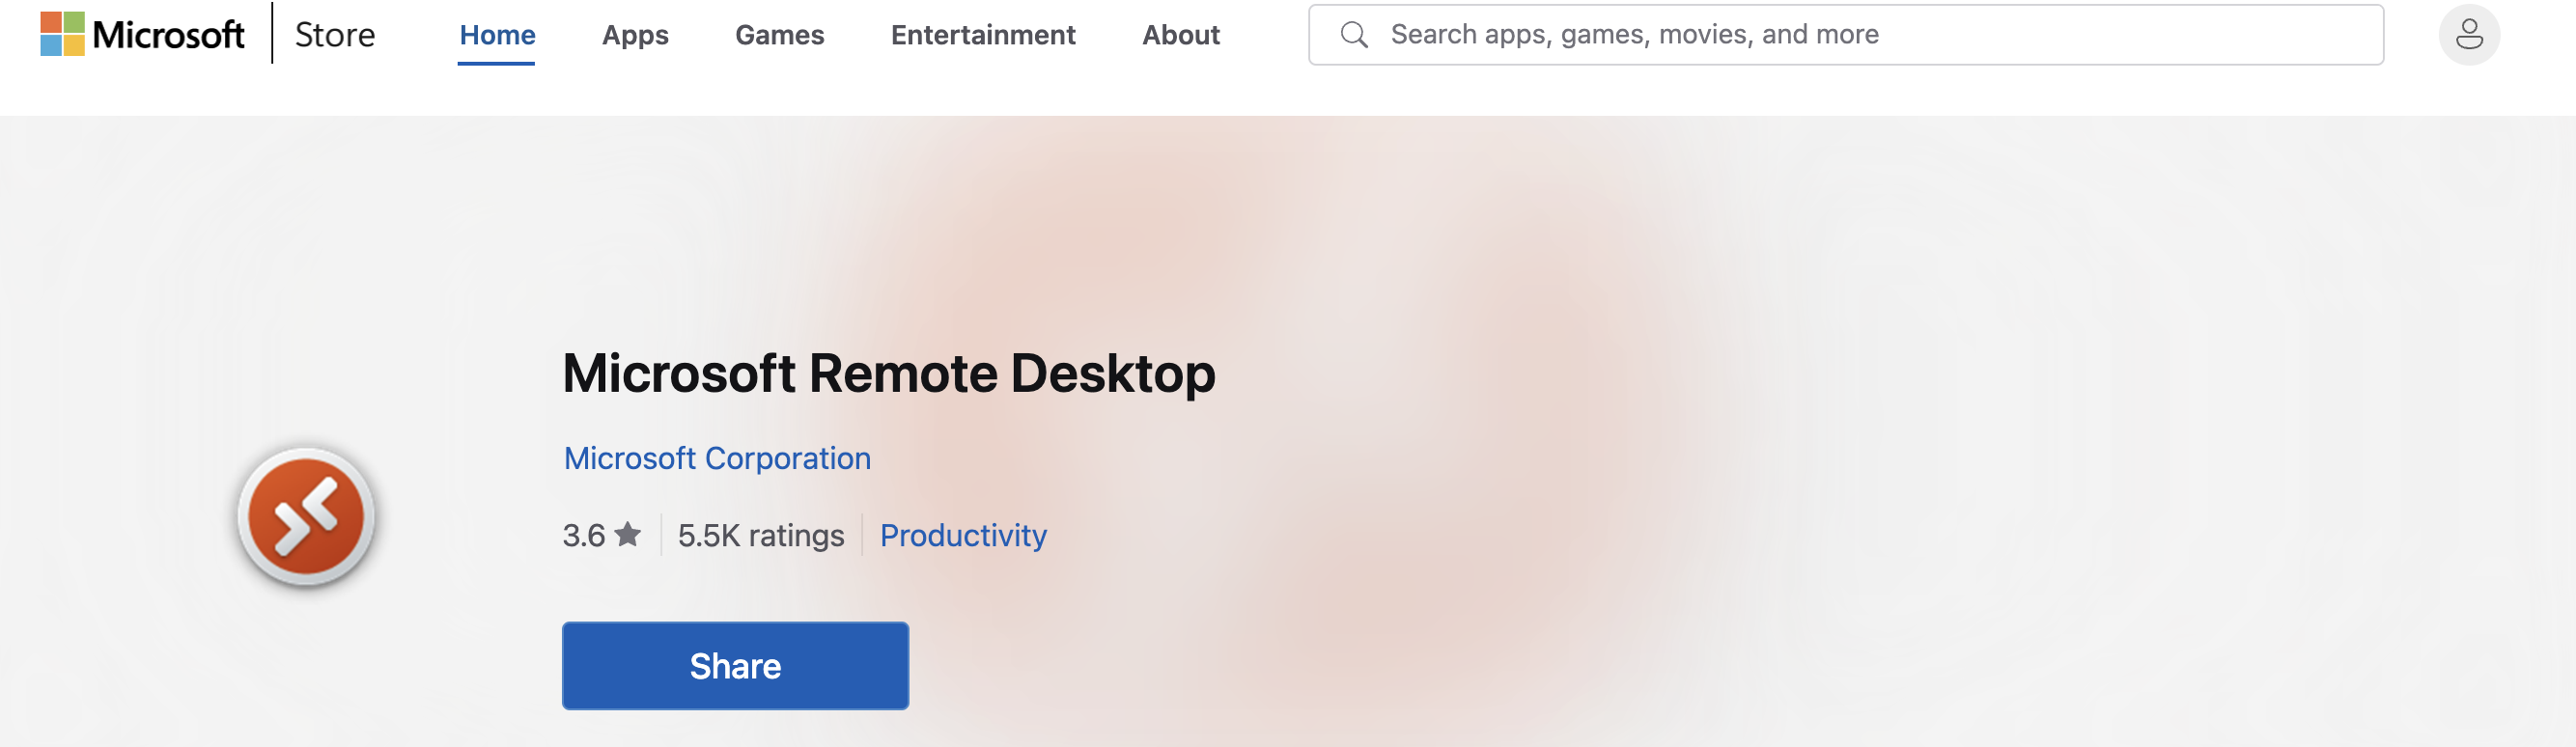 Microsoft Store Home Apps Games Entertainment About Search apps, games, movies, and more
Microsoft Remote Desktop
Microsoft Corporation
3.6 ★ 5.5K ratings Productivity
Share